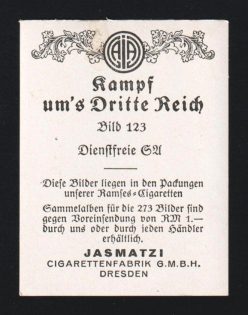 AJA
Kampf
um's Dritte Reich
Bild 123
Dienstfreie SA
Diese Bilder liegen in den Packungen
unserer Ramses-Cigaretten
Sammelalben für die 273 Bilder sind
gegen Voreinsendung von RM 1.—
durch uns oder durch jeden Händler
erhältlich.
JASMATZI
CIGARETTENFABRIK G.M.B.H.
DRESDEN